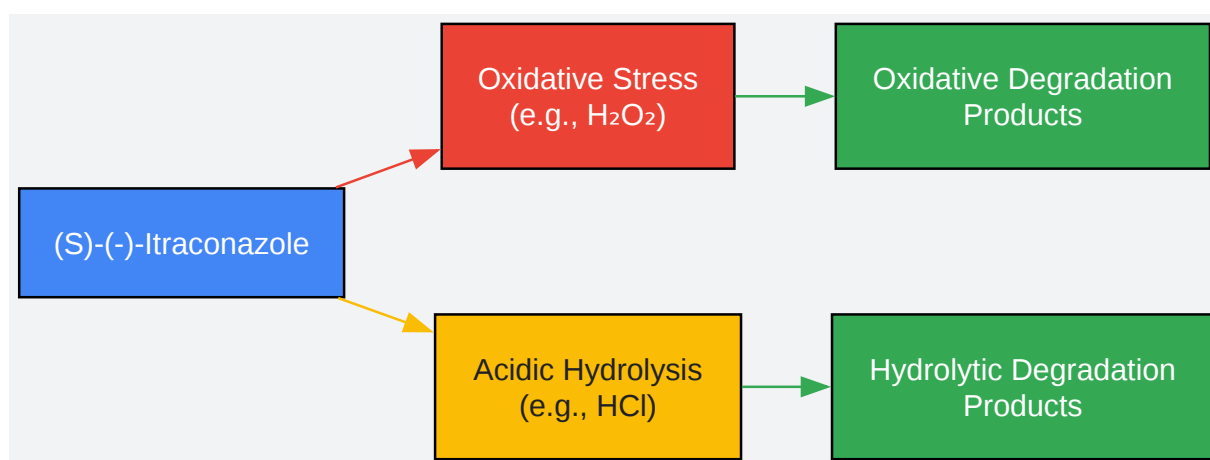 Oxidative Stress
(e.g., H₂O₂)
Oxidative Degradation
Products
(S)-(-)-Itraconazole
Acidic Hydrolysis
(e.g., HCl)
Hydrolytic Degradation
Products